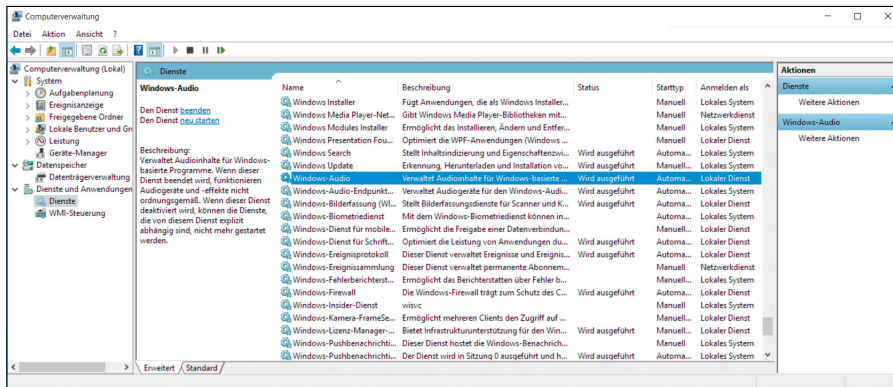 Computerverwaltung
Datei Aktion Ansicht ?
Computerverwaltung (Lokal)
System
Aufgabenplanung
Ereignisanzeige
Freigegebene Ordner
Lokale Benutzer und Gr
Leistung
Geräte-Manager
Datenspeicher
Datenträgerverwaltung
Dienste und Anwendungen
Dienste
WMI-Steuerung
Dienste
Windows-Audio
Den Dienst beenden
Den Dienst neu starten
Beschreibung:
Verwaltet Audioinhalte für Windows-
basierte Programme. Wenn dieser
Dienst beendet wird, funktionieren
Audiogeräte und -effekte nicht
ordnungsgemäß. Wenn dieser Dienst
deaktiviert wird, können die Dienste,
die von diesem Dienst explizit
abhängig sind, nicht mehr gestartet
werden.
Name Beschreibung Status Starttyp Anmelden als
Windows Installer Fügt Anwendungen, die als Windows Installer... Manuell Lokales System
Windows Media Player-Net... Gibt Windows Media Player-Bibliotheken mit... Manuell Netzwerkdienst
Windows Modules Installer Ermöglicht das Installieren, Ändern und Entfer... Manuell Lokales System
Windows Presentation Fou... Optimiert die WPF-Anwendungen (Windows ... Manuell Lokaler Dienst
Windows Search Stellt Inhaltsindizierung und Eigenschaftenzwi... Wird ausgeführt Automa... Lokales System
Windows Update Erkennung, Herunterladen und Installation vo... Wird ausgeführt Manuell... Lokales System
Windows-Audio Verwaltet Audioinhalte für Windows-basierte ... Wird ausgeführt Automa... Lokaler Dienst
Windows-Audio-Endpunkt... Verwaltet Audiogeräte für den Windows-Audi... Wird ausgeführt Automa... Lokales System
Windows-Bilderfassung (WI... Stellt Bilderfassungsdienste für Scanner und K... Wird ausgeführt Automa... Lokaler Dienst
Windows-Biometriedienst Mit dem Windows-Biometriedienst können in... Automa... Lokales System
Windows-Dienst für mobile... Ermöglicht die Freigabe einer Datenverbindun... Manuell... Lokaler Dienst
Windows-Dienst für Schrift... Optimiert die Leistung von Anwendungen du... Wird ausgeführt Automa... Lokaler Dienst
Windows-Ereignisprotokoll Dieser Dienst verwaltet Ereignisse und Ereignis... Wird ausgeführt Automa... Lokaler Dienst
Windows-Ereignissammlung Dieser Dienst verwaltet permanente Abonnem... Manuell Netzwerkdienst
Windows-Fehlerberichterst... Ermöglicht das Berichterstatten über Fehler b... Manuell... Lokales System
Windows-Firewall Die Windows-Firewall trägt zum Schutz des C... Wird ausgeführt Automa... Lokaler Dienst
Windows-Insider-Dienst wisvc Manuell Lokales System
Windows-Kamera-FrameSe... Ermöglicht mehreren Clients den Zugriff auf ... Manuell... Lokaler Dienst
Windows-Lizenz-Manager-... Bietet Infrastrukturunterstützung für den Win... Wird ausgeführt Manuell... Lokaler Dienst
Windows-Pushbenachrichti... Dieser Dienst hostet die Windows-Benachrich... Manuell Lokales System
Windows-Pushbenachrichti... Der Dienst wird in Sitzung 0 ausgeführt und h... Wird ausgeführt Automa... Lokales System
Erweitert Standard
Aktionen
Dienste
Weitere Aktionen
Windows-Audio
Weitere Aktionen